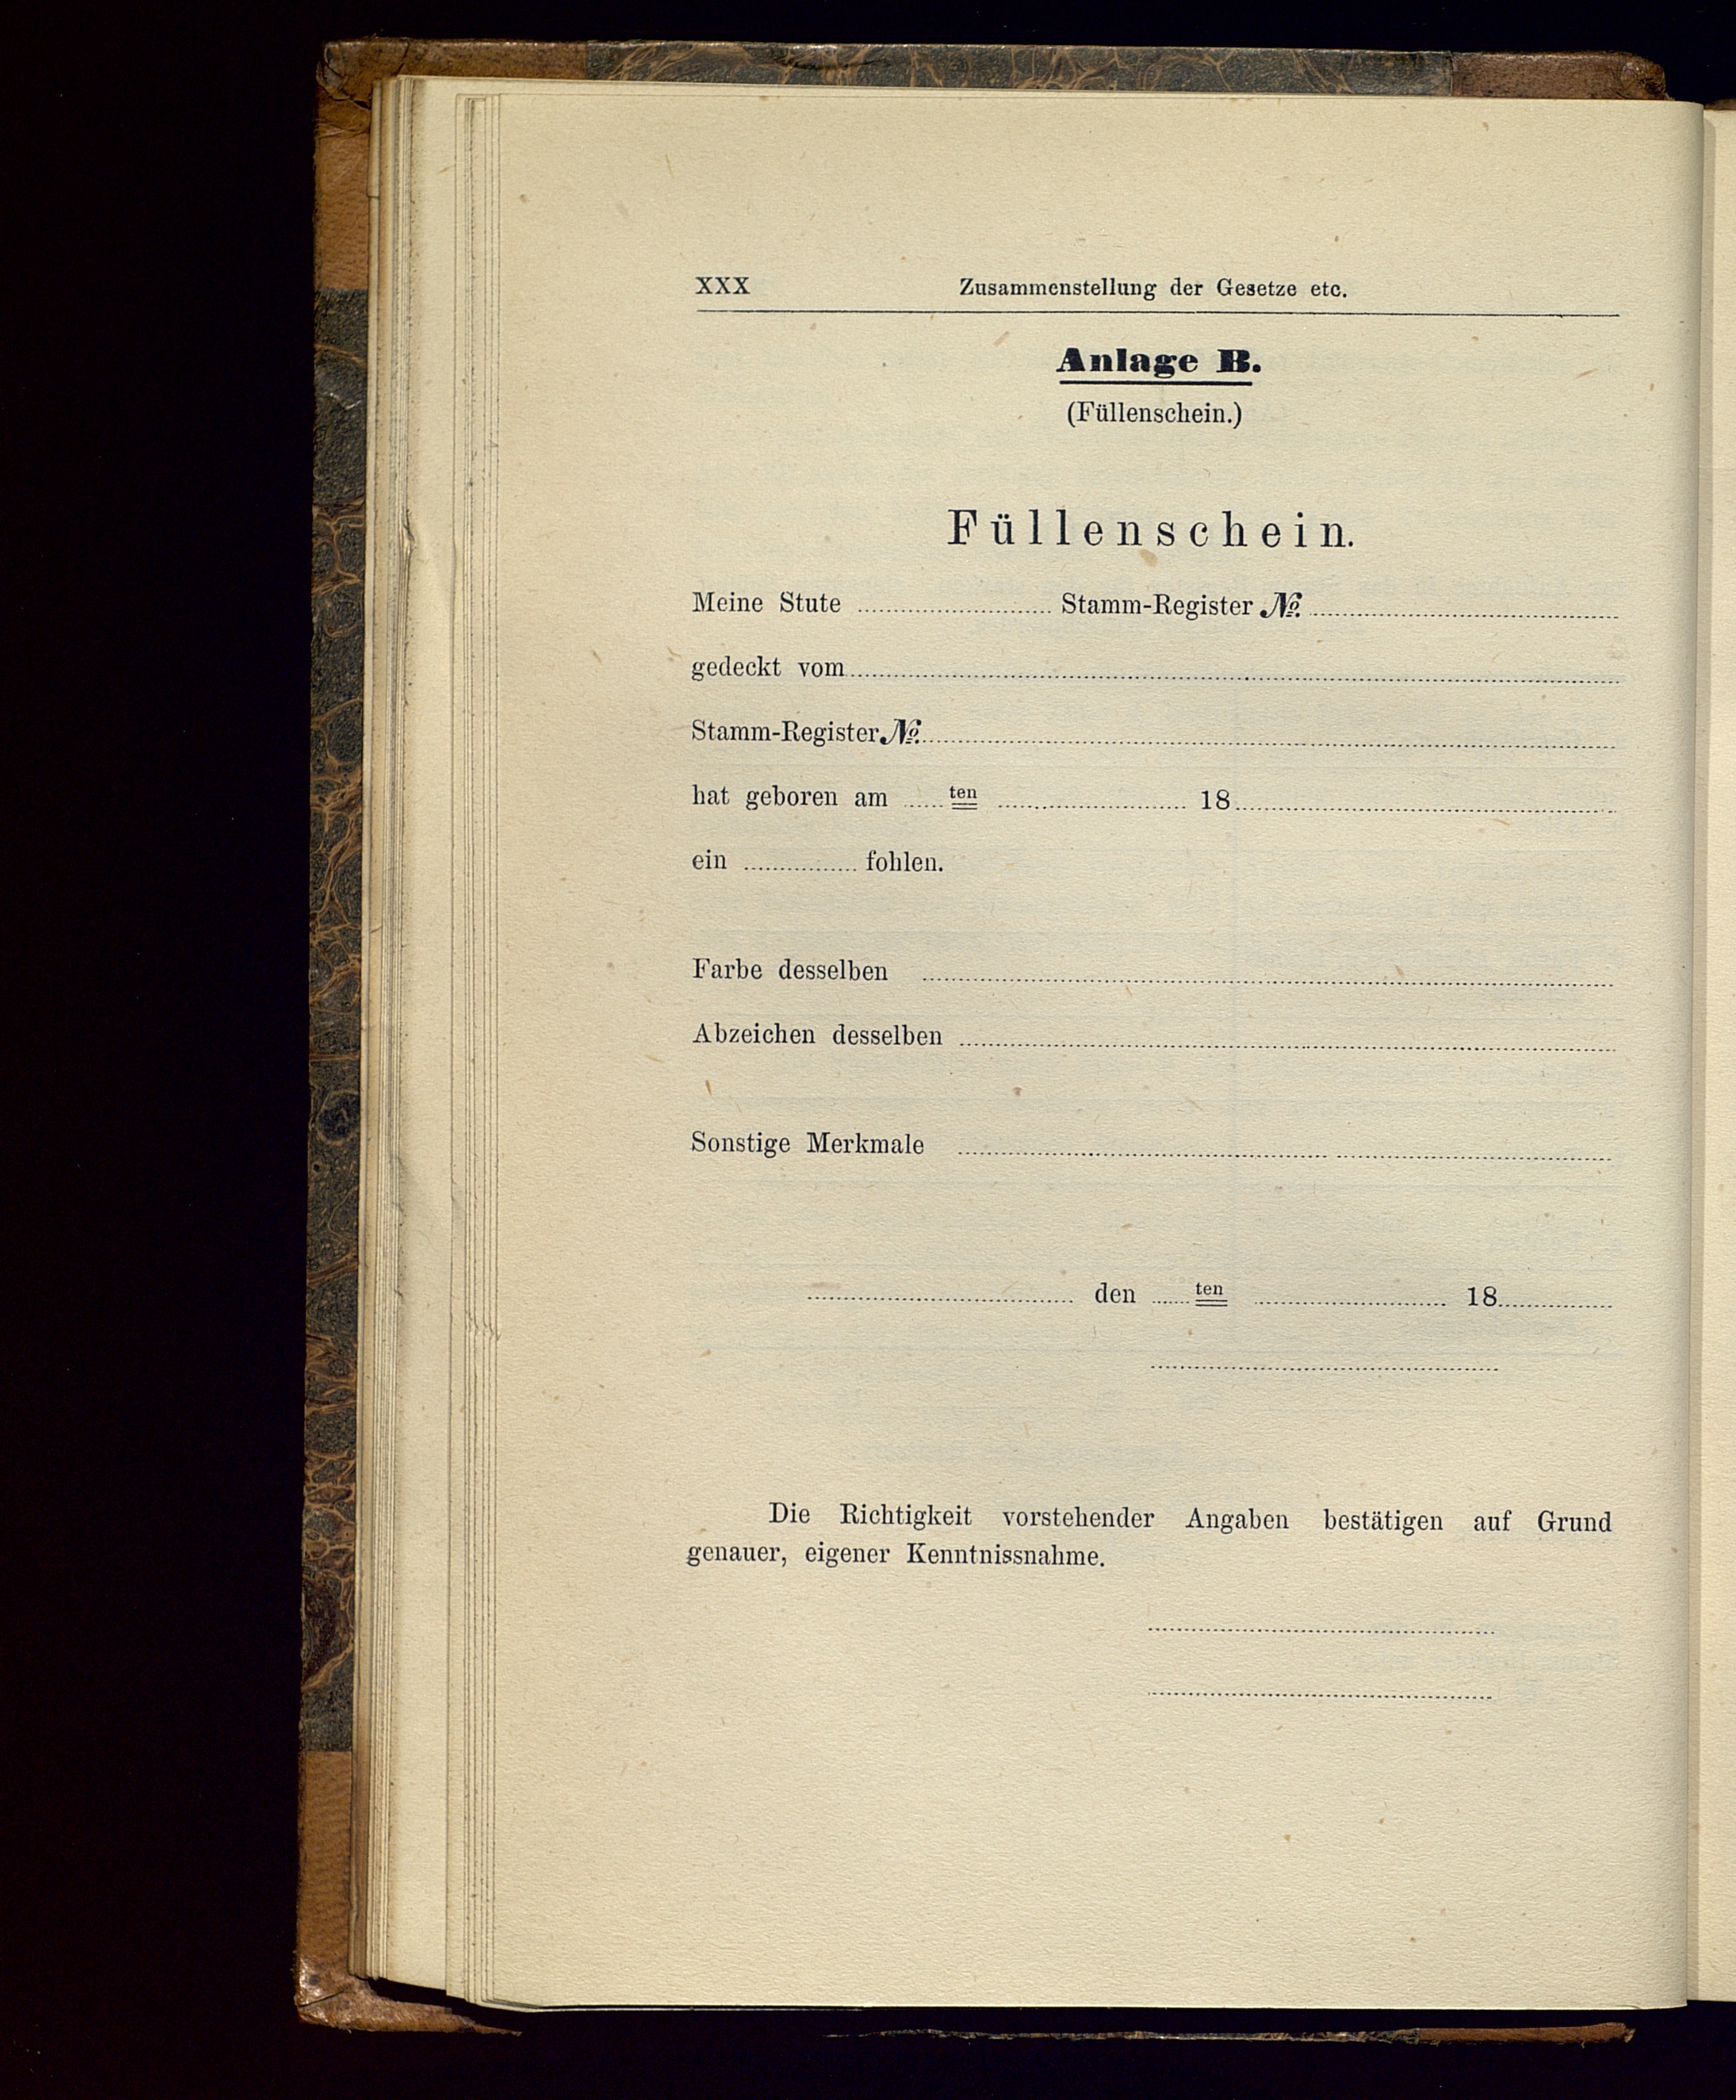 XXX Zusammenstellung der Gesetze etc.
Anlage B.
(Füllenschein.)
Füllenschein.
Meine Stute ........................ Stamm-Register №. ........................
gedeckt vom ........................
Stamm-Register №. ........................
hat geboren am ...... ten ........................ 18 ........................
ein ................ fohlen.
Farbe desselben ........................
Abzeichen desselben ........................
Sonstige Merkmale ........................
........................ den ...... ten ........................ 18 ................
Die Richtigkeit vorstehender Angaben bestätigen auf Grund
genauer, eigener Kenntnissnahme.